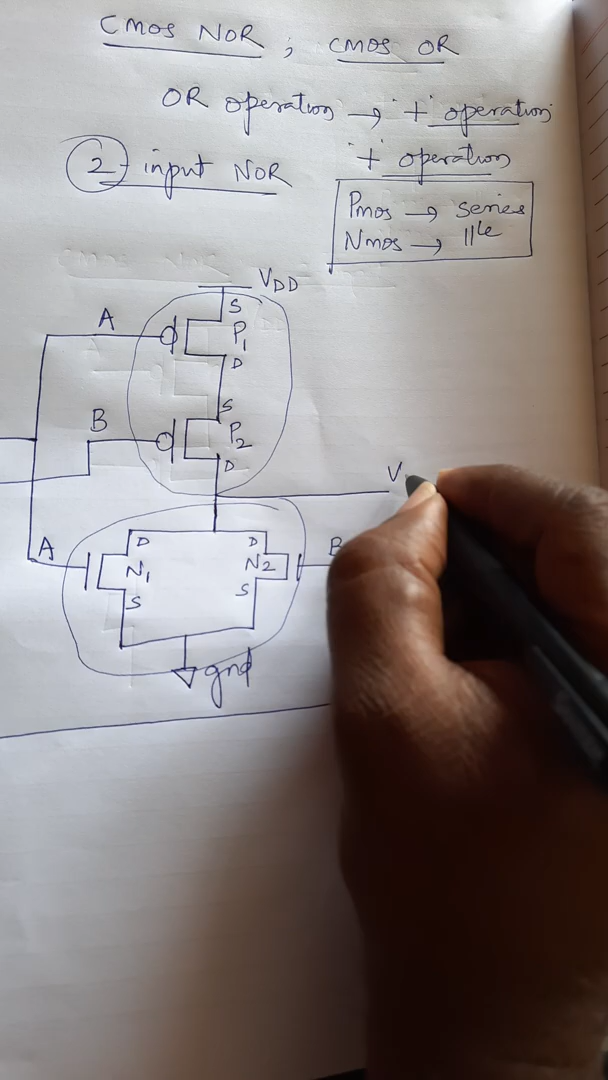 CMOS NOR ; CMOS OR
OR operation → '+' operation
② - input NOR
'+' operation
Pmos → series
Nmos → ||le
VDD
S
A
P1
D
S
B
P2
D
V
A
D
D
N1
N2
B
S
S
gnd